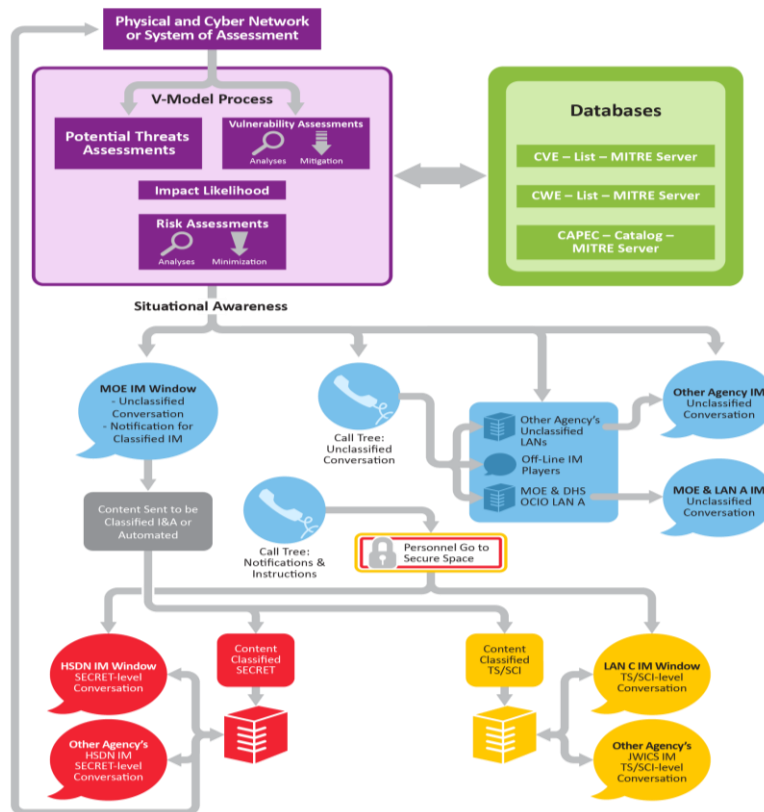 Physical and Cyber Network
or System of Assessment
V-Model Process
Potential Threats
Assessments
Vulnerability Assessments
Analyses
Mitigation
Impact Likelihood
Risk Assessments
Analyses
Minimization
Databases
CVE – List – MITRE Server
CWE – List – MITRE Server
CAPEC – Catalog –
MITRE Server
Situational Awareness
MOE IM Window
- Unclassified
Conversation
- Notification for
Classified IM
Call Tree:
Unclassified
Conversation
Other Agency's
Unclassified
LANs
Off-Line IM
Players
MOE & DHS
OCIO LAN A
Other Agency IM
Unclassified
Conversation
MOE & LAN A IM
Unclassified
Conversation
Content Sent to be
Classified I&A or
Automated
Call Tree:
Notifications &
Instructions
Personnel Go to
Secure Space
HSDN IM Window
SECRET-level
Conversation
Content
Classified
SECRET
Content
Classified
TS/SCI
LAN C IM Window
TS/SCI-level
Conversation
Other Agency's
HSDN IM
SECRET-level
Conversation
Other Agency's
JWICS IM
TS/SCI-level
Conversation